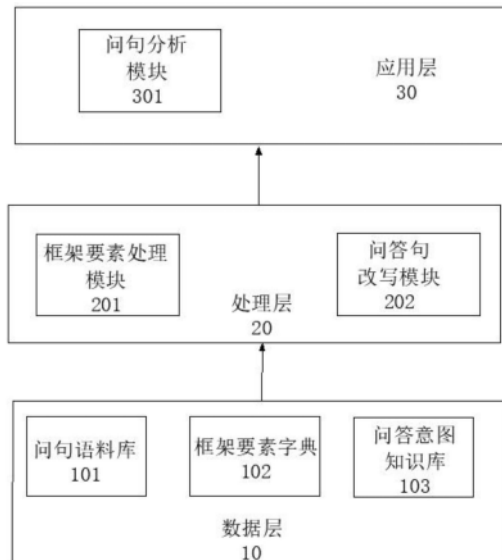 问句分析
模块
301
应用层
30
框架要素处理
模块
201
问答句
改写模块
202
处理层
20
问句语料库
101
框架要素字典
102
问答意图
知识库
103
数据层
10